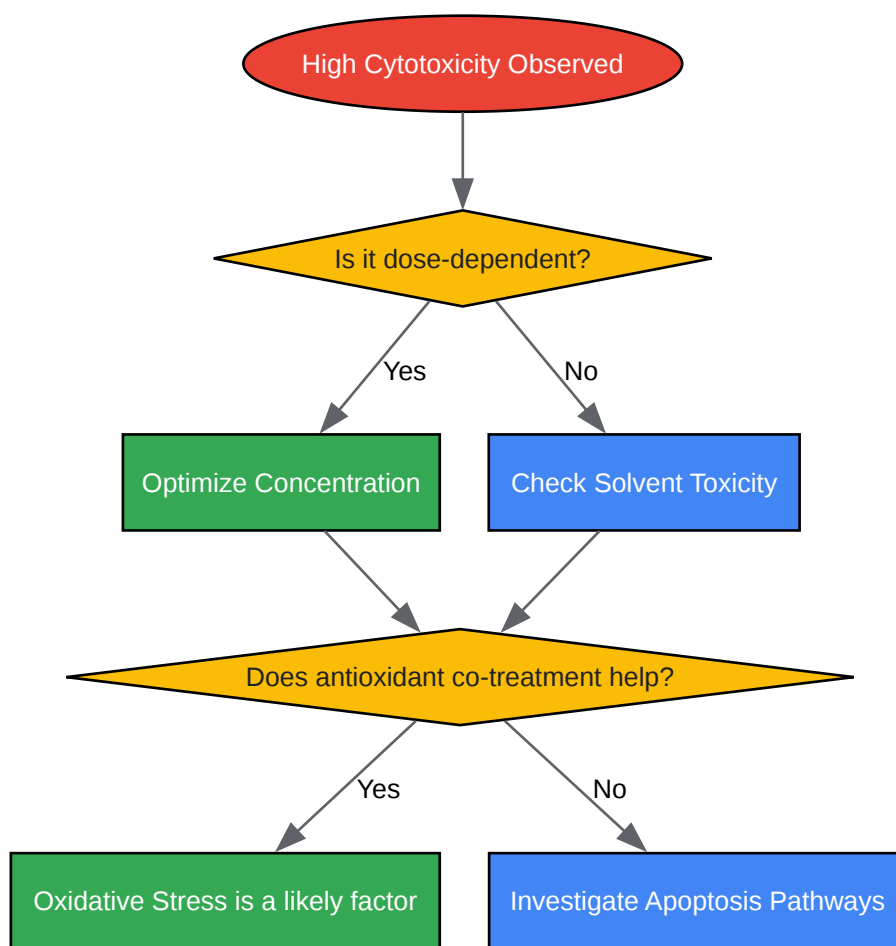 High Cytotoxicity Observed
Is it dose-dependent?
Yes
No
Optimize Concentration
Check Solvent Toxicity
Does antioxidant co-treatment help?
Yes
No
Oxidative Stress is a likely factor
Investigate Apoptosis Pathways